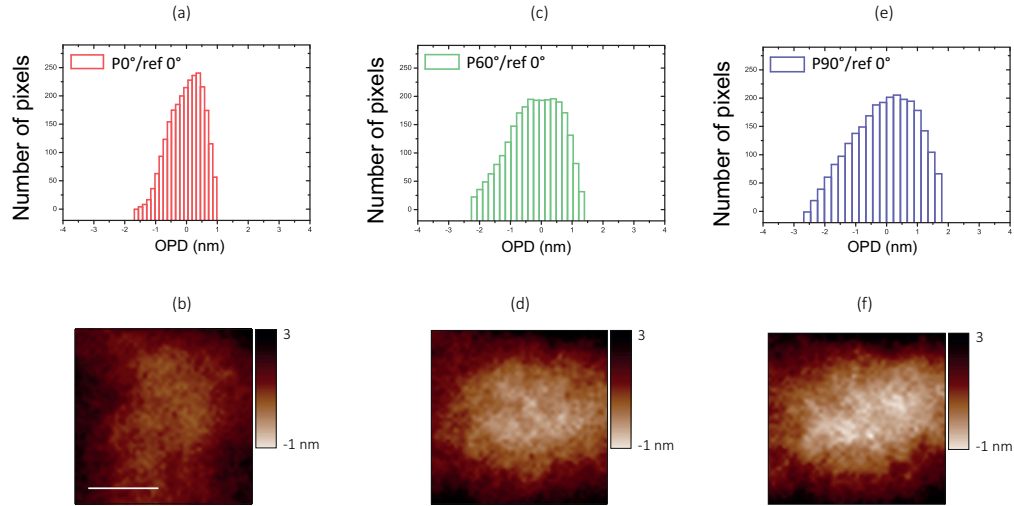 (a)
(c)
(e)
P0°/ref 0°
P60°/ref 0°
P90°/ref 0°
Number of pixels
250
200
150
100
50
0
-4 -3 -2 -1 0 1 2 3 4
OPD (nm)
Number of pixels
250
200
150
100
50
0
-4 -3 -2 -1 0 1 2 3 4
OPD (nm)
Number of pixels
250
200
150
100
50
0
-4 -3 -2 -1 0 1 2 3 4
OPD (nm)
(b)
(d)
(f)
3
-1 nm
3
-1 nm
3
-1 nm